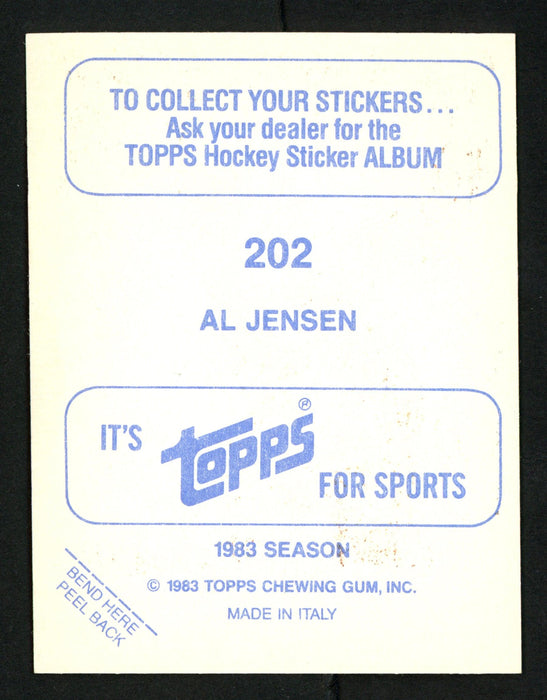 TO COLLECT YOUR STICKERS...
Ask your dealer for the
TOPPS Hockey Sticker ALBUM
202
AL JENSEN
IT'S topps® FOR SPORTS
1983 SEASON
© 1983 TOPPS CHEWING GUM, INC.
MADE IN ITALY
BEND HERE
PEEL BACK